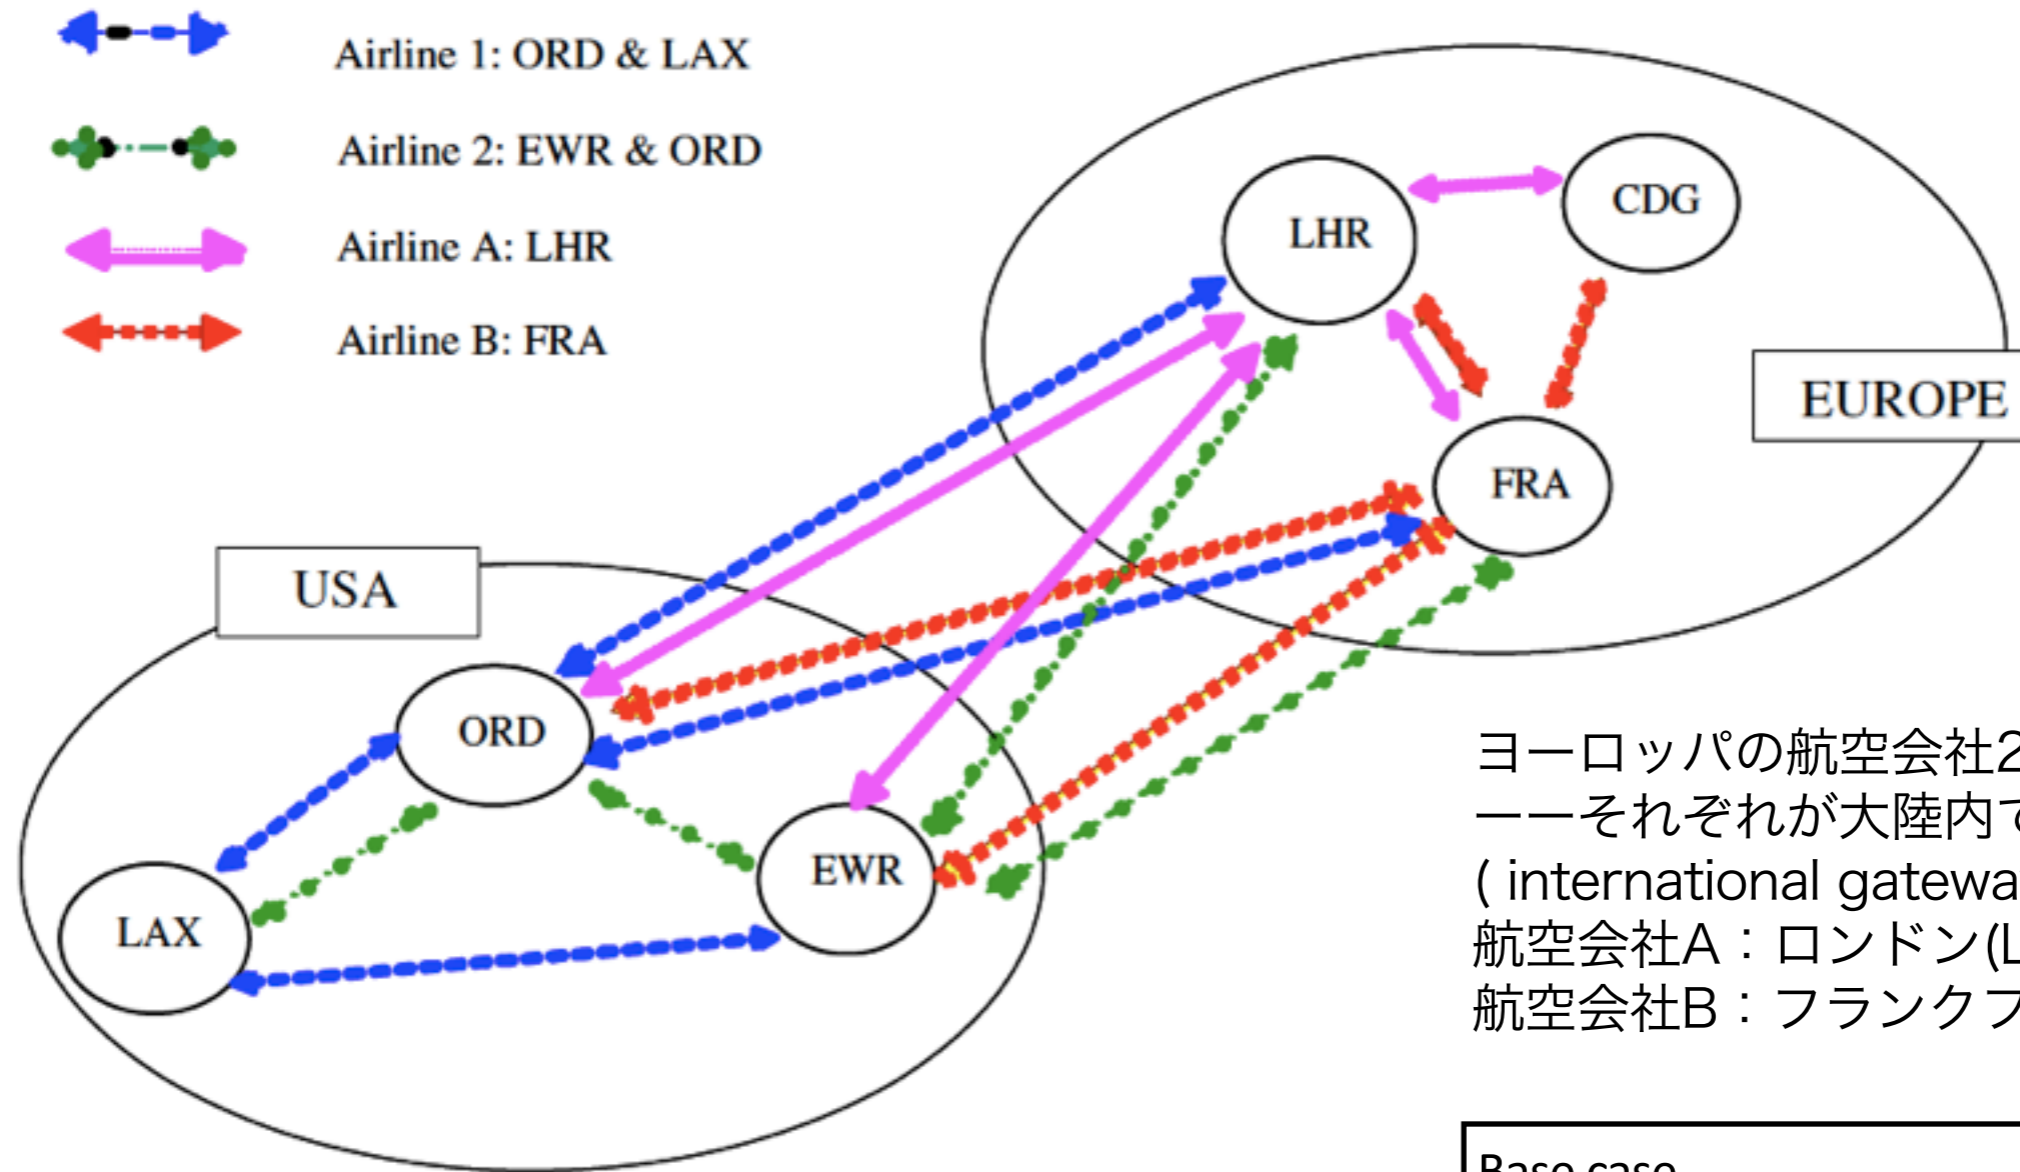 Airline 1: ORD & LAX
Airline 2: EWR & ORD
Airline A: LHR
Airline B: FRA
LHR
CDG
EUROPE
FRA
USA
ORD
EWR
LAX
ヨーロッパの航空会社2
ーーそれぞれが大陸内で
( international gatewa
航空会社A：ロンドン(L
航空会社B：フランクフ
Base case